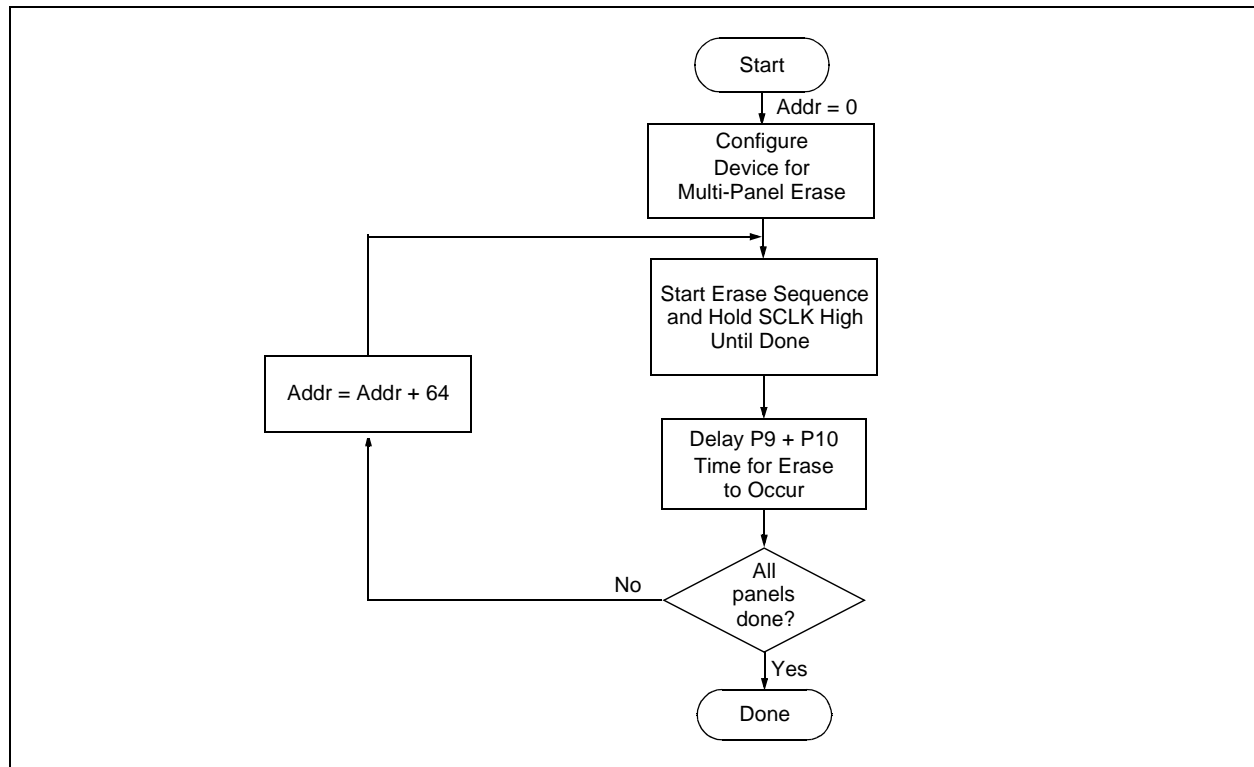 Start
Addr = 0
Configure
Device for
Multi-Panel Erase
Start Erase Sequence
and Hold SCLK High
Until Done
Addr = Addr + 64
Delay P9 + P10
Time for Erase
to Occur
All
panels
done?
No
Yes
Done